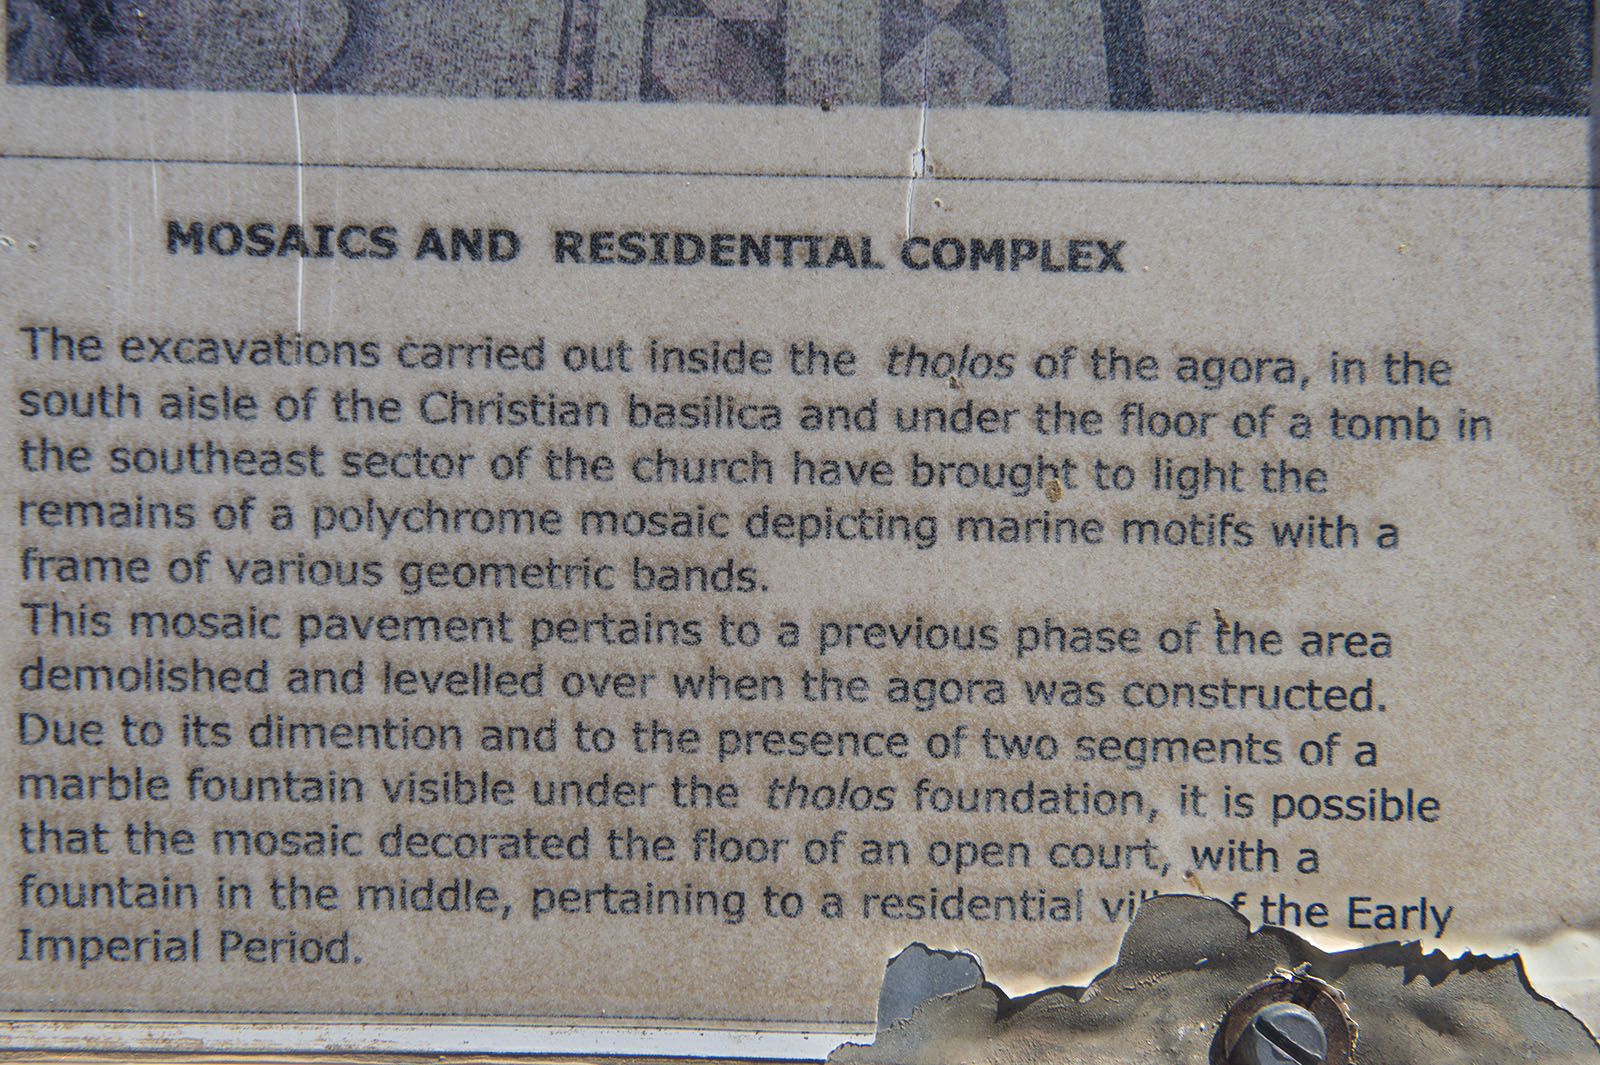 MOSAICS AND RESIDENTIAL COMPLEX
The excavations carried out inside the tholos of the agora, in the
south aisle of the Christian basilica and under the floor of a tomb in
the southeast sector of the church have brought to light the
remains of a polychrome mosaic depicting marine motifs with a
frame of various geometric bands.
This mosaic pavement pertains to a previous phase of the area
demolished and levelled over when the agora was constructed.
Due to its dimention and to the presence of two segments of a
marble fountain visible under the tholos foundation, it is possible
that the mosaic decorated the floor of an open court, with a
fountain in the middle, pertaining to a residential the Early
Imperial Period.